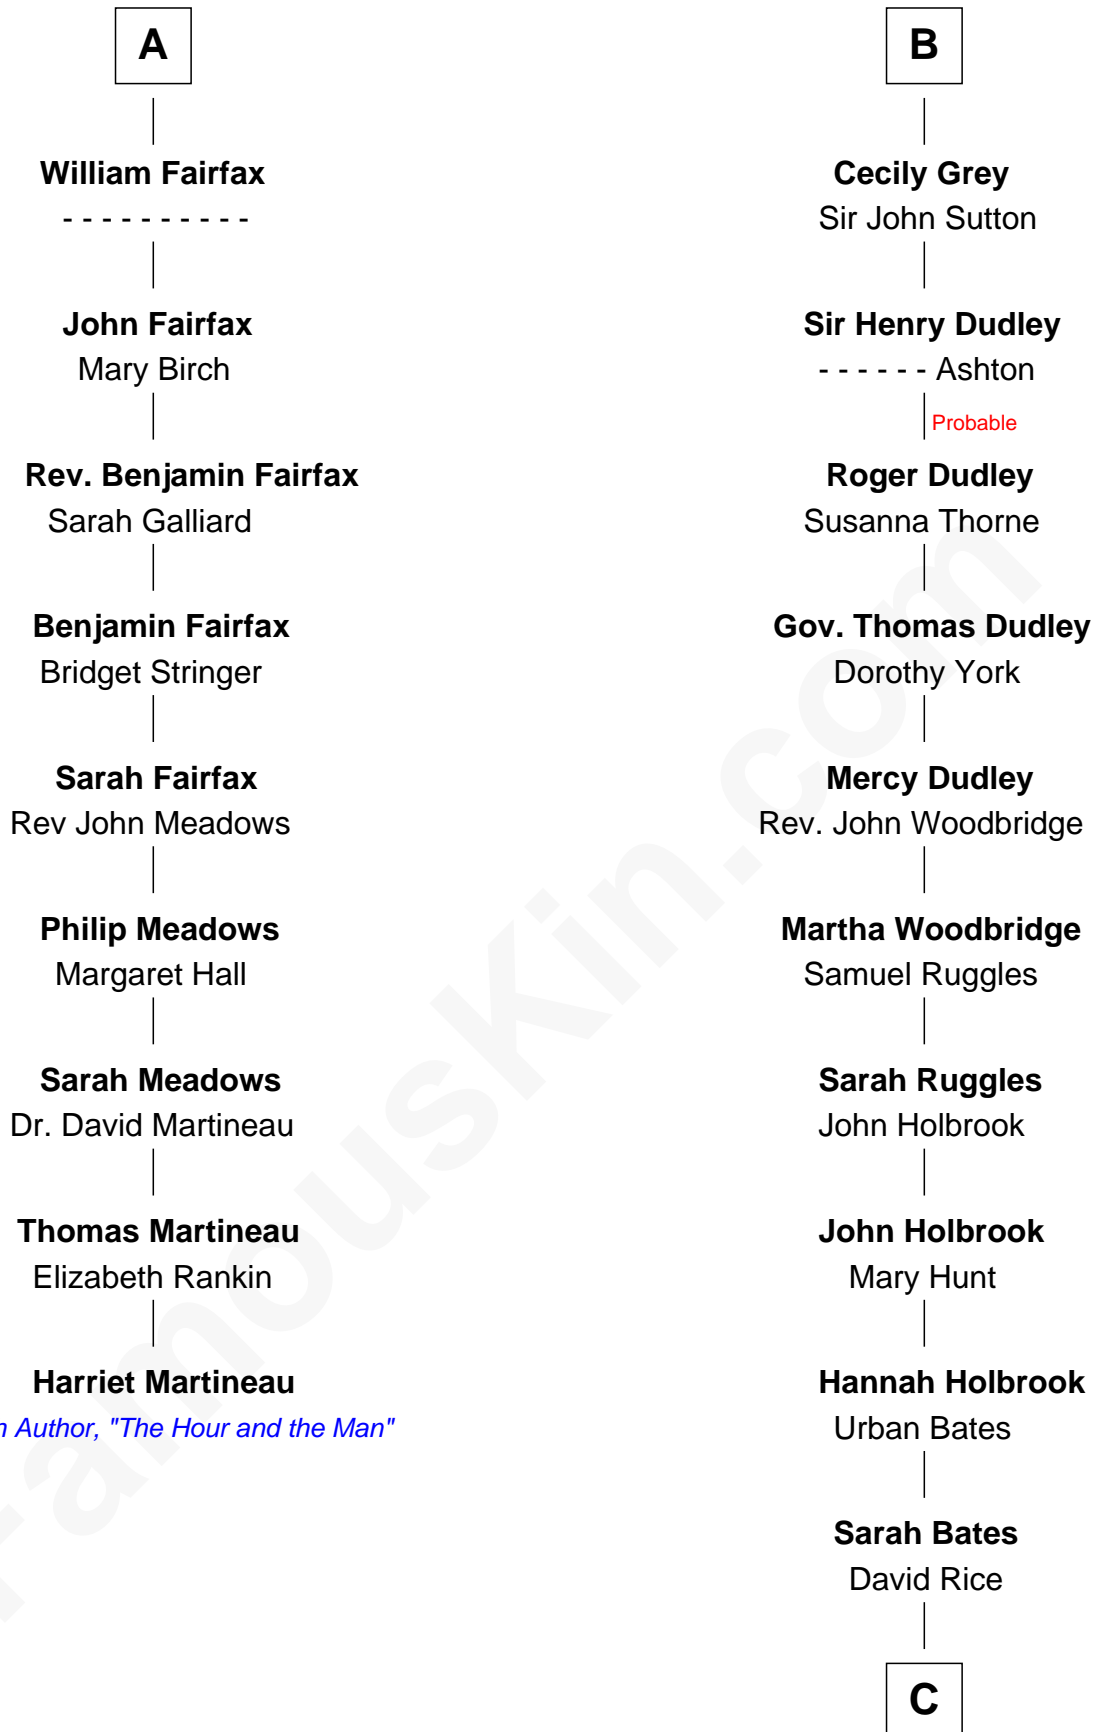 A
William Fairfax
- - - - - - - - - -
John Fairfax
Mary Birch
Rev. Benjamin Fairfax
Sarah Galliard
Benjamin Fairfax
Bridget Stringer
Sarah Fairfax
Rev John Meadows
Philip Meadows
Margaret Hall
Sarah Meadows
Dr. David Martineau
Thomas Martineau
Elizabeth Rankin
Harriet Martineau
Author, "The Hour and the Man"
B
Cecily Grey
Sir John Sutton
Sir Henry Dudley
- - - - - - Ashton
Probable
Roger Dudley
Susanna Thorne
Gov. Thomas Dudley
Dorothy York
Mercy Dudley
Rev. John Woodbridge
Martha Woodbridge
Samuel Ruggles
Sarah Ruggles
John Holbrook
John Holbrook
Mary Hunt
Hannah Holbrook
Urban Bates
Sarah Bates
David Rice
C
FamousKin.com